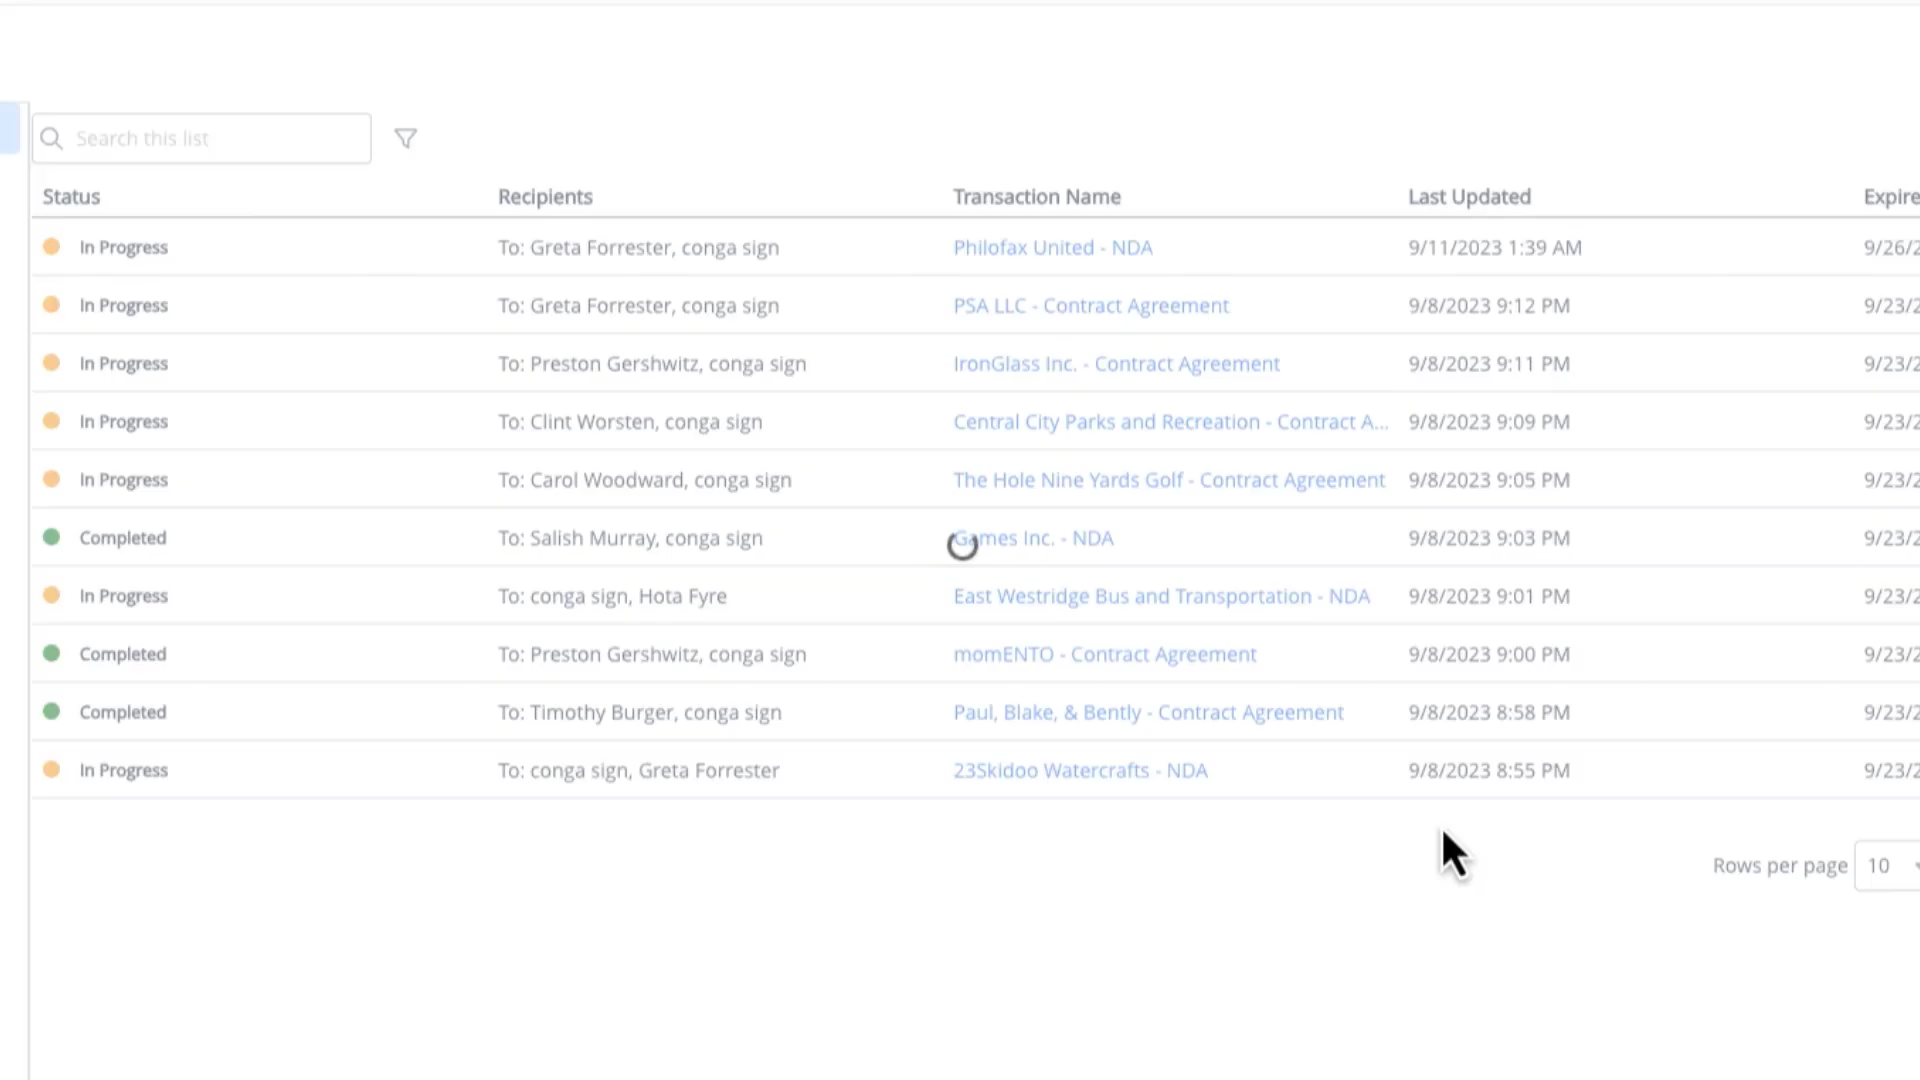 Search this list
Status Recipients Transaction Name Last Updated Expire
In Progress To: Greta Forrester, conga sign Philofax United - NDA 9/11/2023 1:39 AM 9/26/2
In Progress To: Greta Forrester, conga sign PSA LLC - Contract Agreement 9/8/2023 9:12 PM 9/23/2
In Progress To: Preston Gershwitz, conga sign IronGlass Inc. - Contract Agreement 9/8/2023 9:11 PM 9/23/2
In Progress To: Clint Worsten, conga sign Central City Parks and Recreation - Contract A... 9/8/2023 9:09 PM 9/23/2
In Progress To: Carol Woodward, conga sign The Hole Nine Yards Golf - Contract Agreement 9/8/2023 9:05 PM 9/23/2
Completed To: Salish Murray, conga sign Games Inc. - NDA 9/8/2023 9:03 PM 9/23/2
In Progress To: conga sign, Hota Fyre East Westridge Bus and Transportation - NDA 9/8/2023 9:01 PM 9/23/2
Completed To: Preston Gershwitz, conga sign momENTO - Contract Agreement 9/8/2023 9:00 PM 9/23/2
Completed To: Timothy Burger, conga sign Paul, Blake, & Bently - Contract Agreement 9/8/2023 8:58 PM 9/23/2
In Progress To: conga sign, Greta Forrester 23Skidoo Watercrafts - NDA 9/8/2023 8:55 PM 9/23/2
Rows per page 10